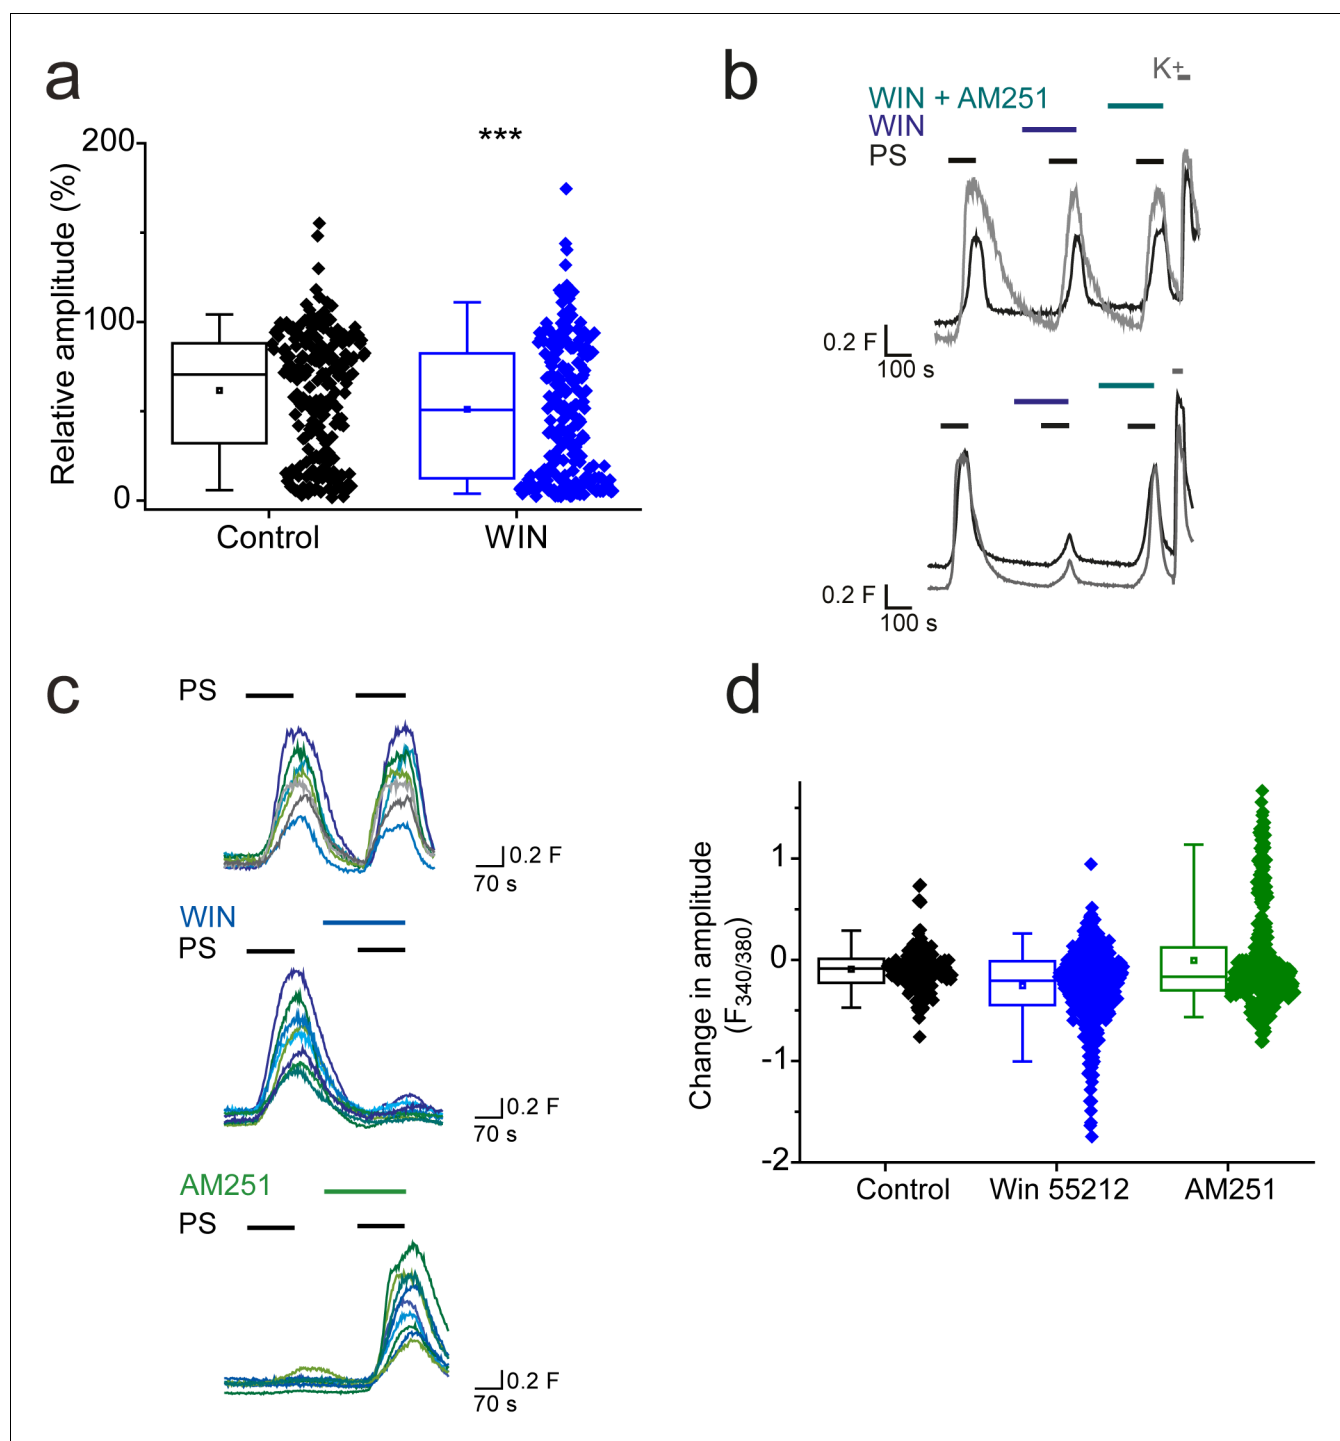 a
Relative amplitude (%)
200
100
0
***
Control
WIN
b
K+
WIN + AM251
WIN
PS
0.2 F
100 s
0.2 F
100 s
c
PS
0.2 F
70 s
WIN
PS
0.2 F
70 s
AM251
PS
0.2 F
70 s
d
Change in amplitude
(F340/380)
1
0
-1
-2
Control
Win 55212
AM251